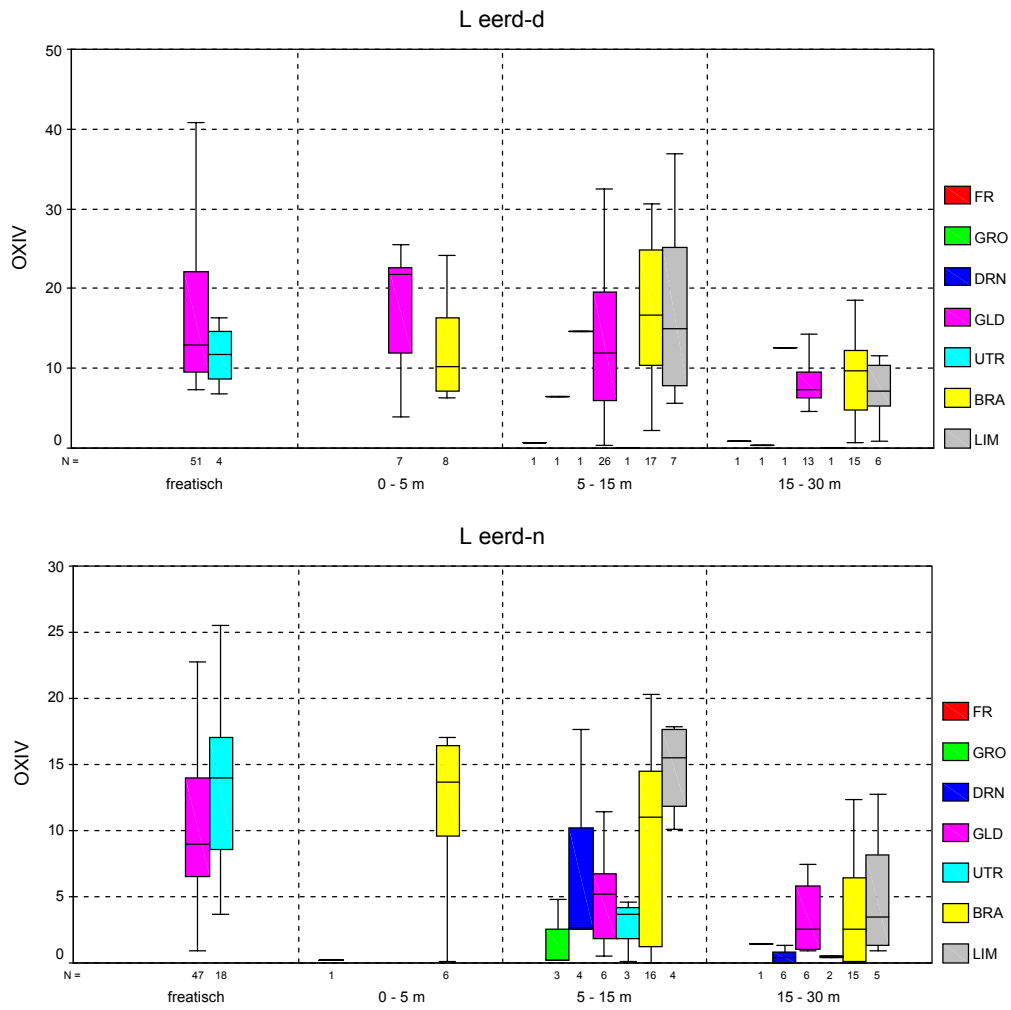 L eerd-d
50
40
30
20
10
0
OXIV
N = 51 4 7 8 1 1 1 26 1 17 7 1 1 1 13 1 15 6
freatisch 0 - 5 m 5 - 15 m 15 - 30 m
FR
GRO
DRN
GLD
UTR
BRA
LIM
L eerd-n
30
25
20
15
10
5
0
OXIV
N = 47 18 1 6 3 4 6 3 16 4 1 6 6 2 15 5
freatisch 0 - 5 m 5 - 15 m 15 - 30 m
FR
GRO
DRN
GLD
UTR
BRA
LIM